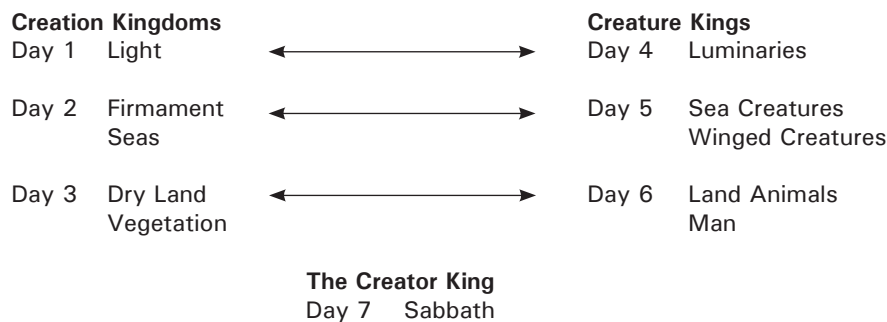 Creation Kingdoms Creature Kings
Day 1 Light Day 4 Luminaries
Day 2 Firmament Day 5 Sea Creatures
Seas Winged Creatures
Day 3 Dry Land Day 6 Land Animals
Vegetation Man
The Creator King
Day 7 Sabbath